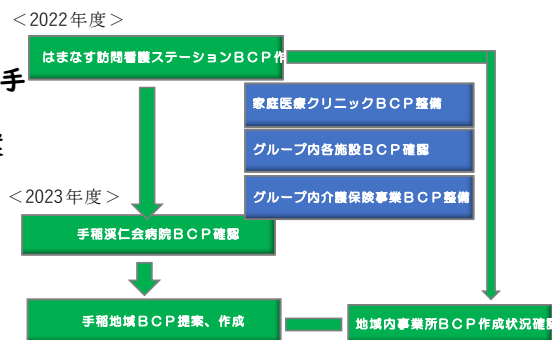 ＜2022年度＞
はまなす訪問看護ステーションＢＣＰ作
手
家庭医療クリニックＢＣＰ整備
グループ内各施設ＢＣＰ確認
＜2023年度＞
グループ内介護保険事業ＢＣＰ整備
手稲渓仁会病院ＢＣＰ確認
手稲地域ＢＣＰ提案、作成
地域内事業所ＢＣＰ作成状況確認